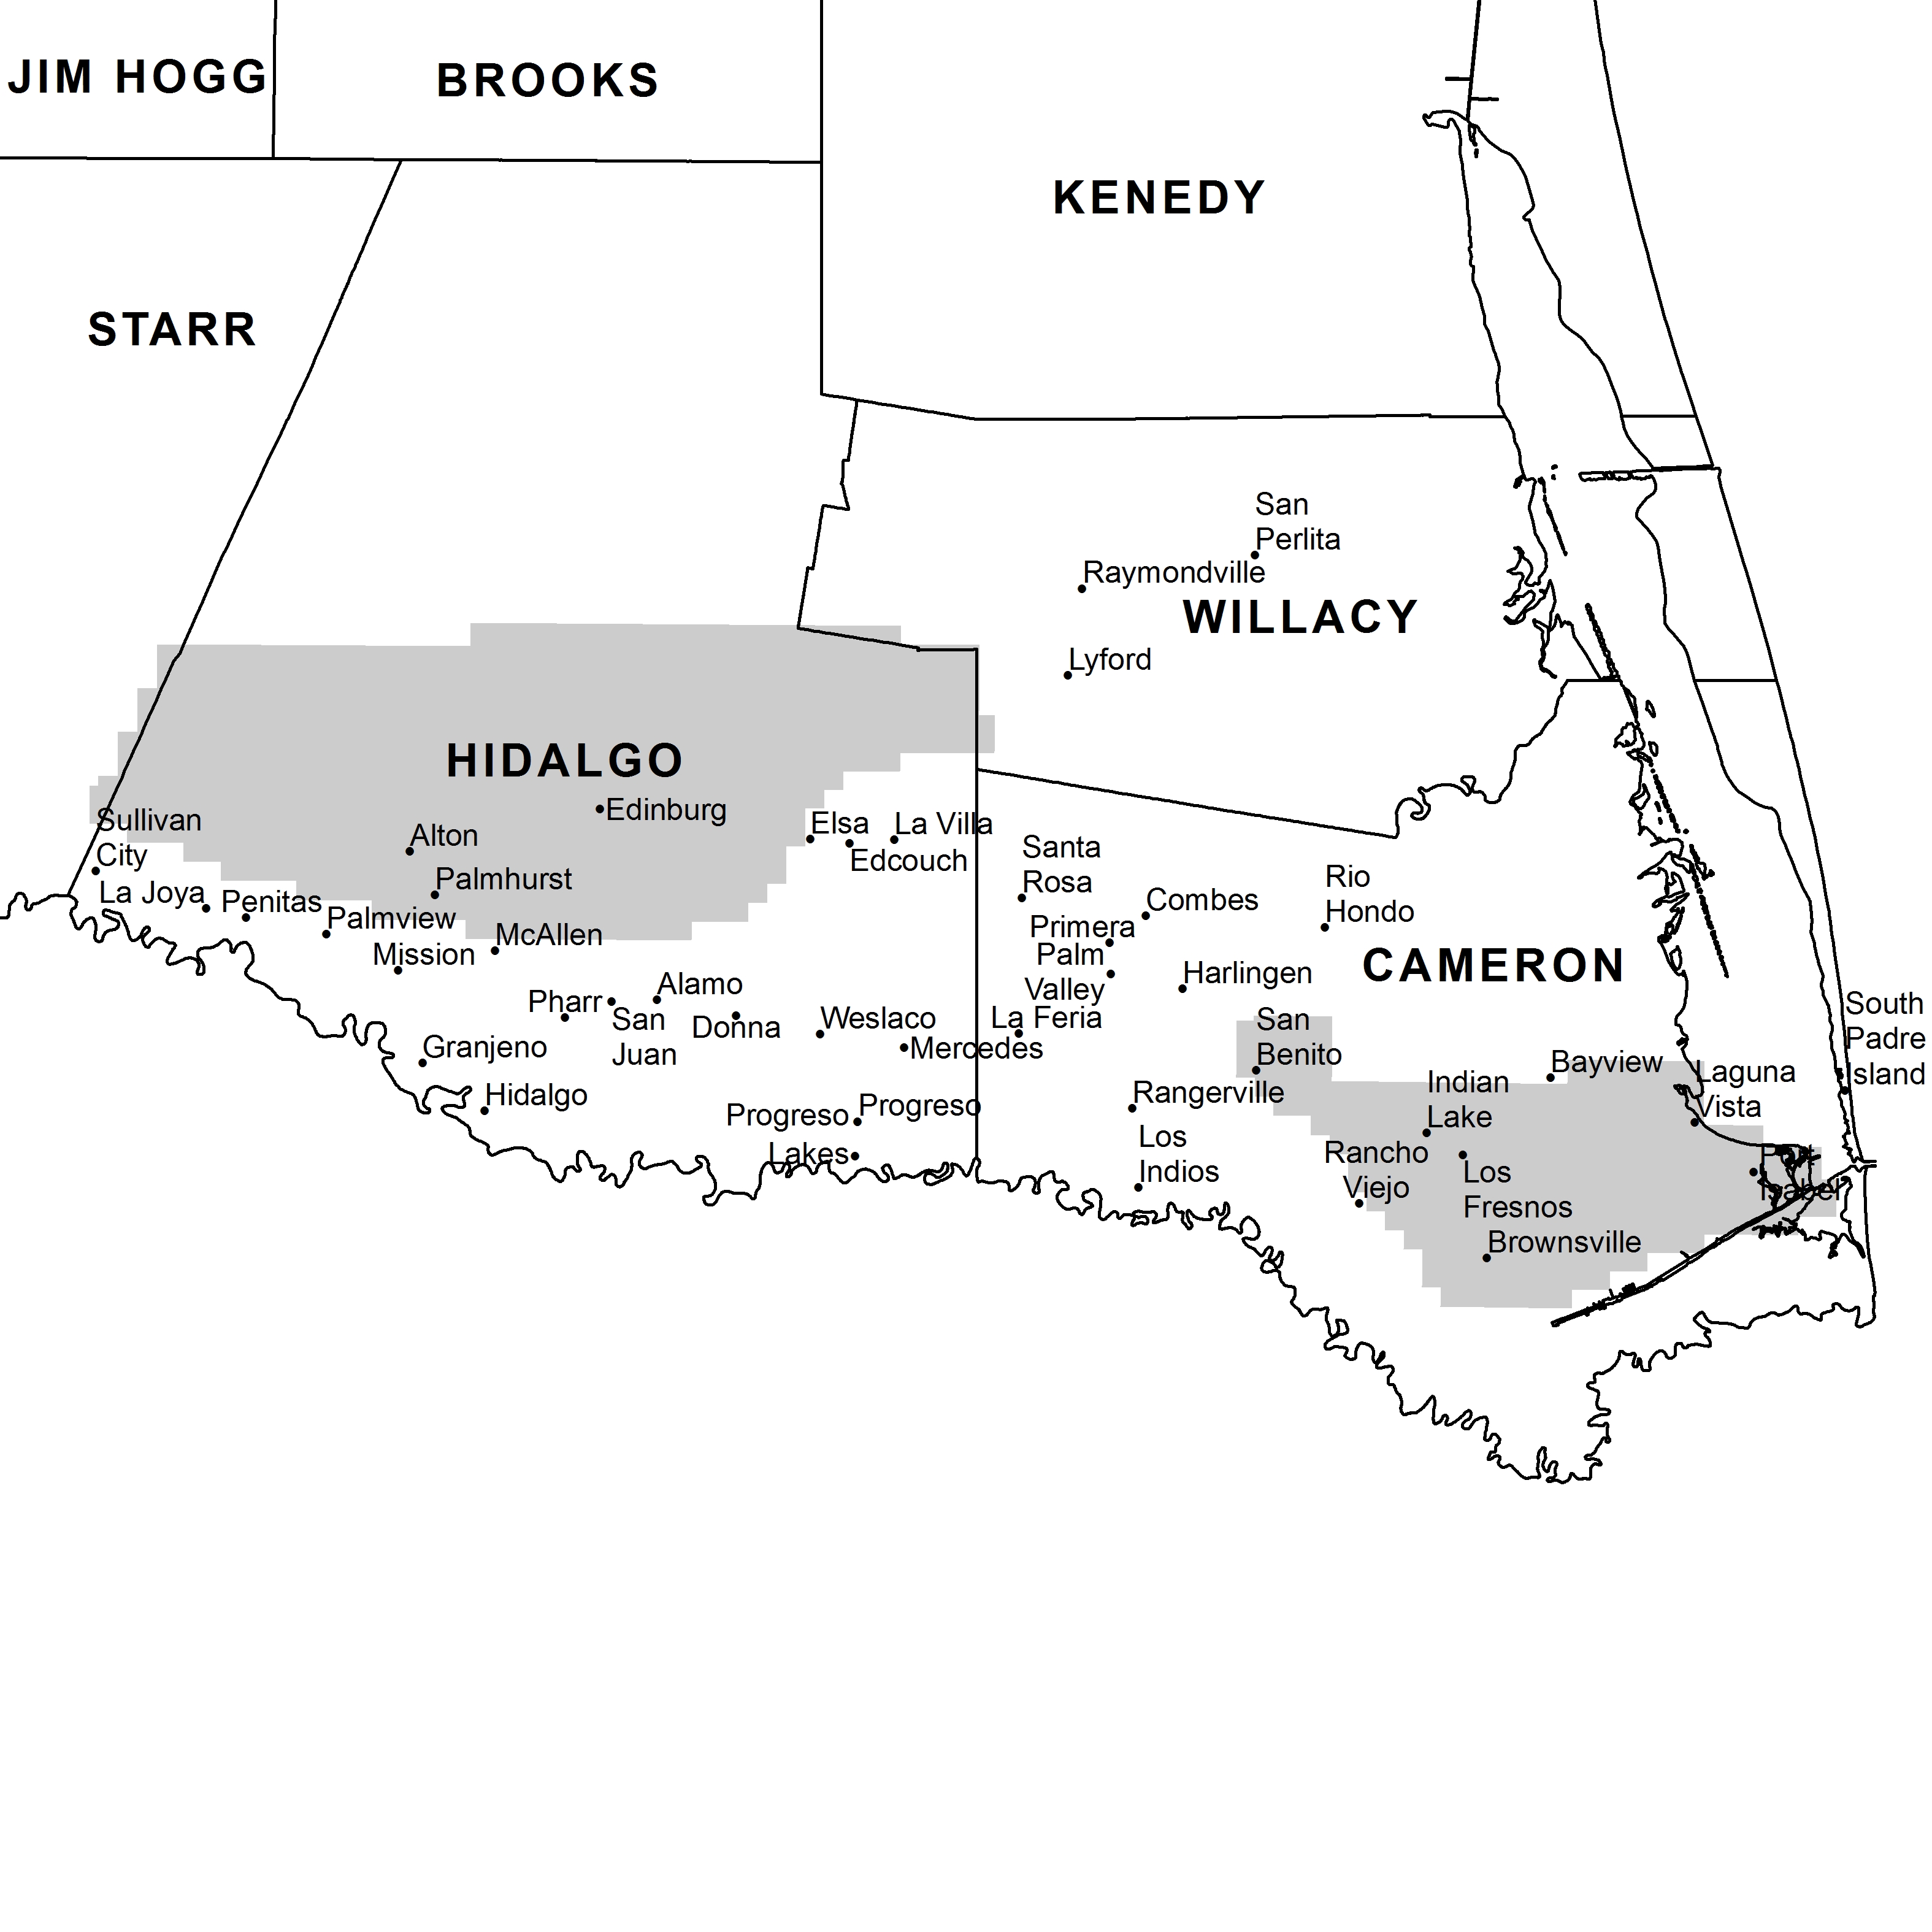 JIM HOGG
BROOKS
KENEDY
STARR
San
Perlita
Raymondville
WILLACY
Lyford
HIDALGO
Edinburg
Sullivan
City
Alton
Elsa
La Villa
Edcouch
Santa
Rosa
La Joya
Penitas
Palmhurst
Palmview
Mission
McAllen
Combes
Rio
Hondo
Primera
Palm
Valley
CAMERON
Harlingen
Pharr
San
Juan
Alamo
Donna
Weslaco
La Feria
Mercedes
San
Benito
South
Padre
Island
Granjeno
Hidalgo
Bayview
Laguna
Vista
Indian
Lake
Progreso
Lakes
Progreso
Rangerville
Los
Indios
Rancho
Viejo
Los
Fresnos
Port
Isabel
Brownsville